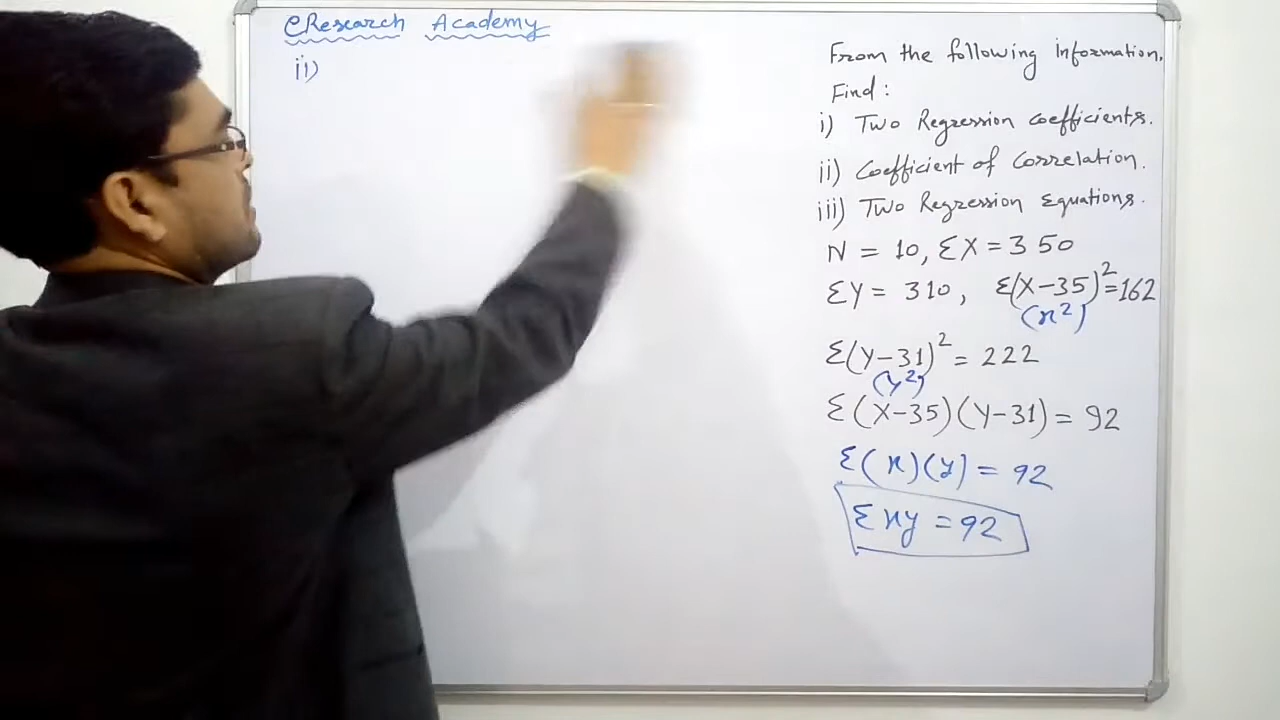 eResearch Academy
ii)
From the following information,
Find :
i) Two Regression coefficients.
ii) Coefficient of Correlation.
iii) Two Regression Equations.
N = 10, ΣX = 350
ΣY = 310, Σ(X-35)²=162
(x²)
Σ(Y-31)² = 222
(y²)
Σ(X-35)(Y-31) = 92
Σ(x)(y) = 92
Σxy = 92